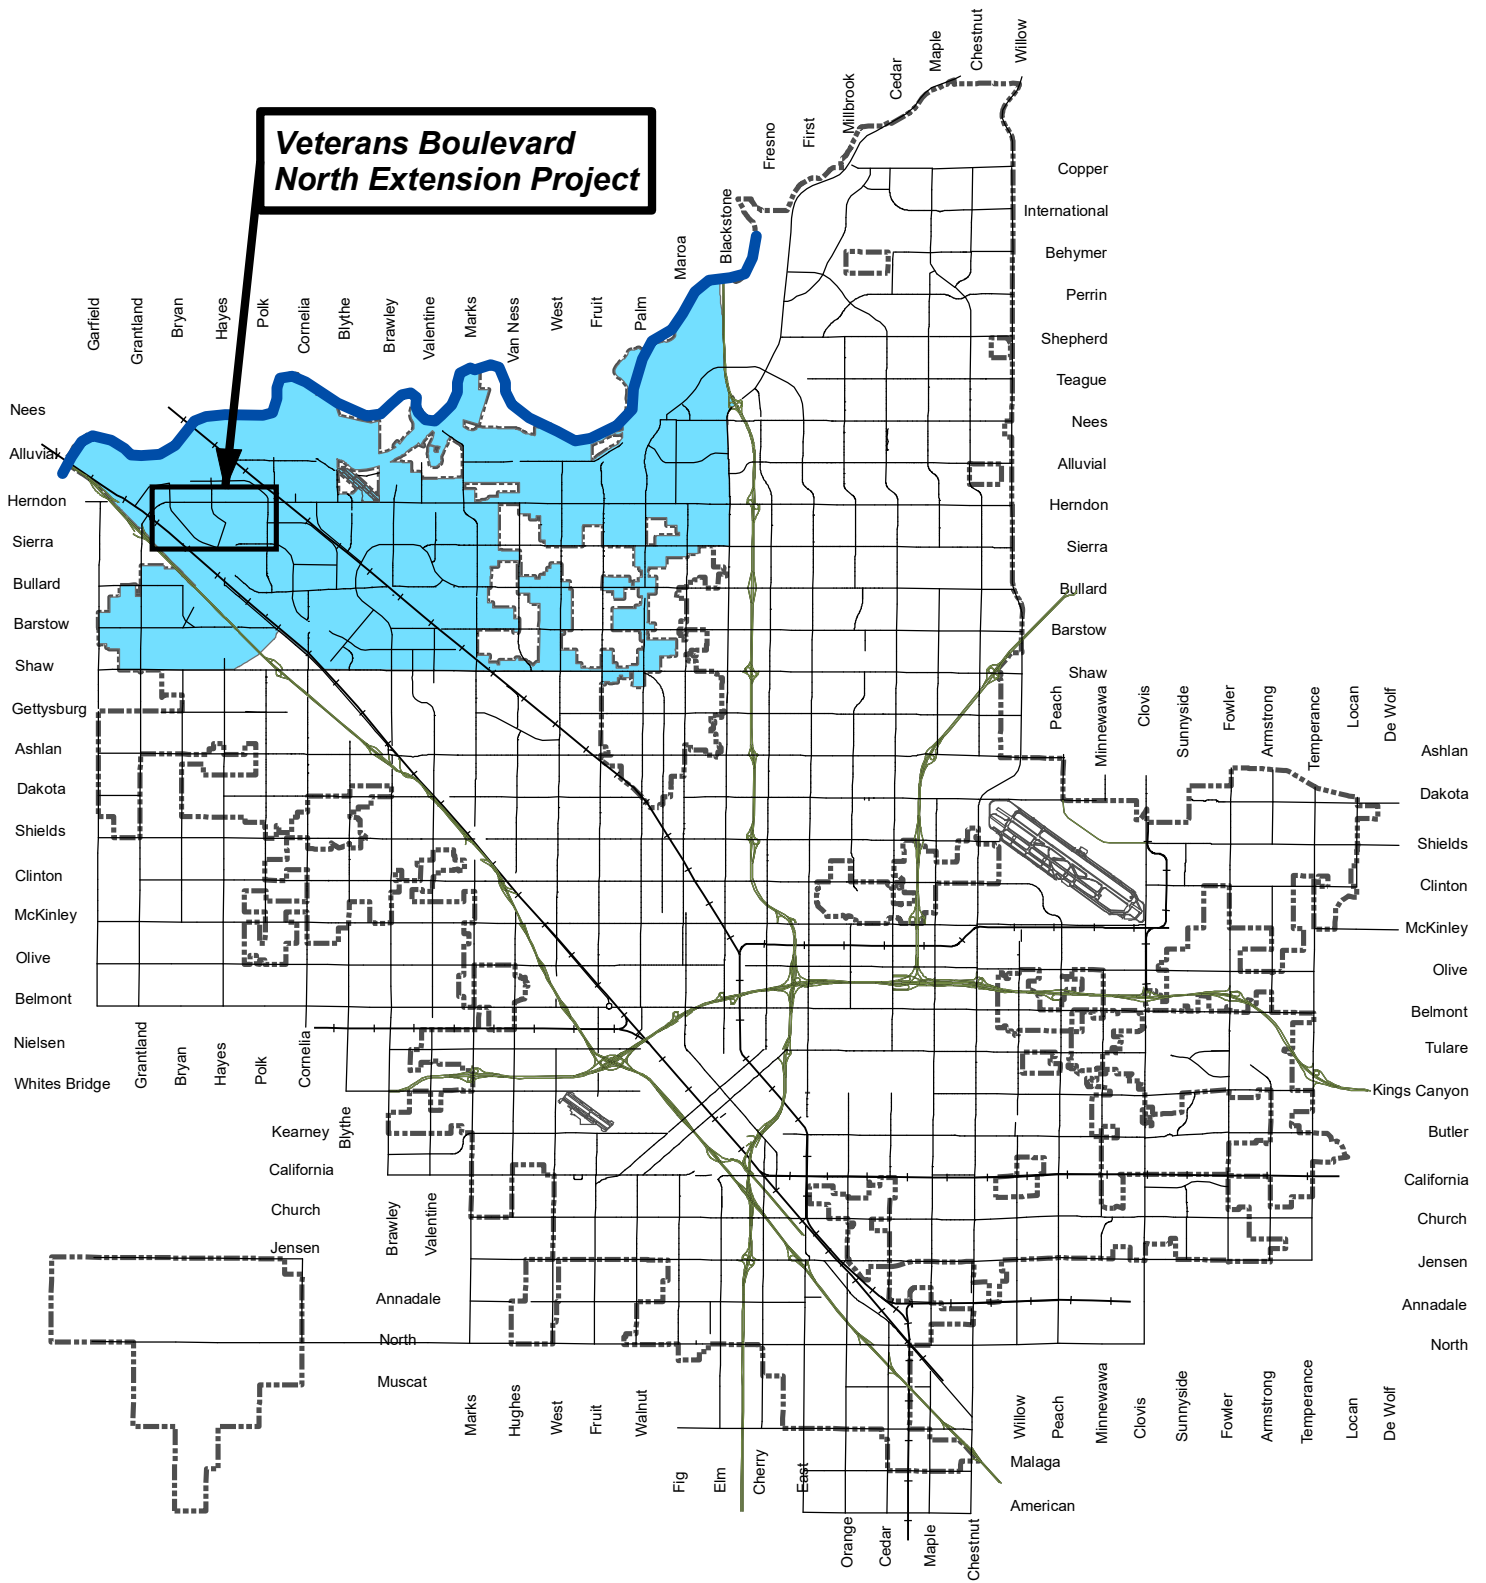 Veterans Boulevard
North Extension Project
Fresno
First
Millbrook
Cedar
Maple
Chestnut
Willow
Copper
International
Behymer
Perrin
Shepherd
Teague
Nees
Alluvial
Herndon
Sierra
Bullard
Barstow
Shaw
Garfield
Grantland
Bryan
Hayes
Polk
Cornelia
Blythe
Brawley
Valentine
Marks
Van Ness
West
Fruit
Palm
Maroa
Blackstone
Nees
Alluvial
Herndon
Sierra
Bullard
Barstow
Shaw
Gettysburg
Ashlan
Dakota
Shields
Clinton
McKinley
Olive
Belmont
Nielsen
Whites Bridge
Peach
Minnewawa
Clovis
Sunnyside
Fowler
Armstrong
Temperance
Locan
De Wolf
Ashlan
Dakota
Shields
Clinton
McKinley
Olive
Belmont
Tulare
Kings Canyon
Butler
California
Church
Jensen
Annadale
North
Grantland
Bryan
Hayes
Polk
Cornelia
Blythe
Kearney
California
Church
Jensen
Brawley
Valentine
Annadale
North
Muscat
Marks
Hughes
West
Fruit
Walnut
Fig
Elm
Cherry
East
Orange
Cedar
Maple
Chestnut
Willow
Peach
Minnewawa
Clovis
Sunnyside
Fowler
Armstrong
Temperance
Locan
De Wolf
Malaga
American